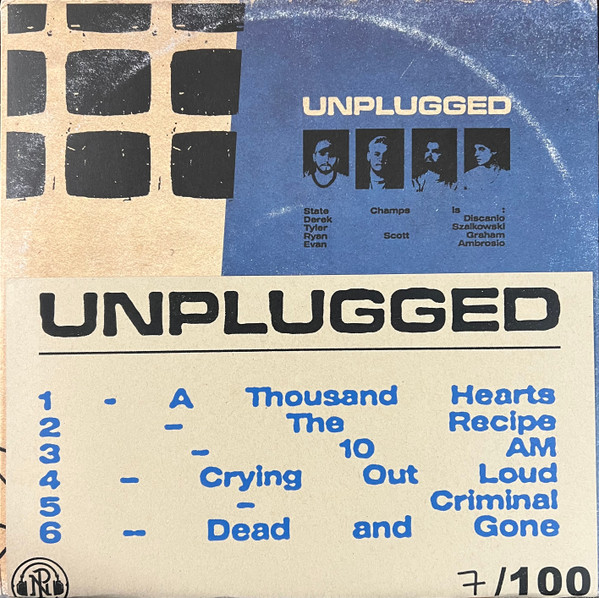 UNPLUGGED
State Champs is :
Derek Discanio
Tyler Szalkowski
Ryan Scott Graham
Evan Ambrosio
UNPLUGGED
1 - A Thousand Hearts
2 - The Recipe
3 - 10 AM
4 - Crying Out Loud
5 - Criminal
6 - Dead and Gone
7/100